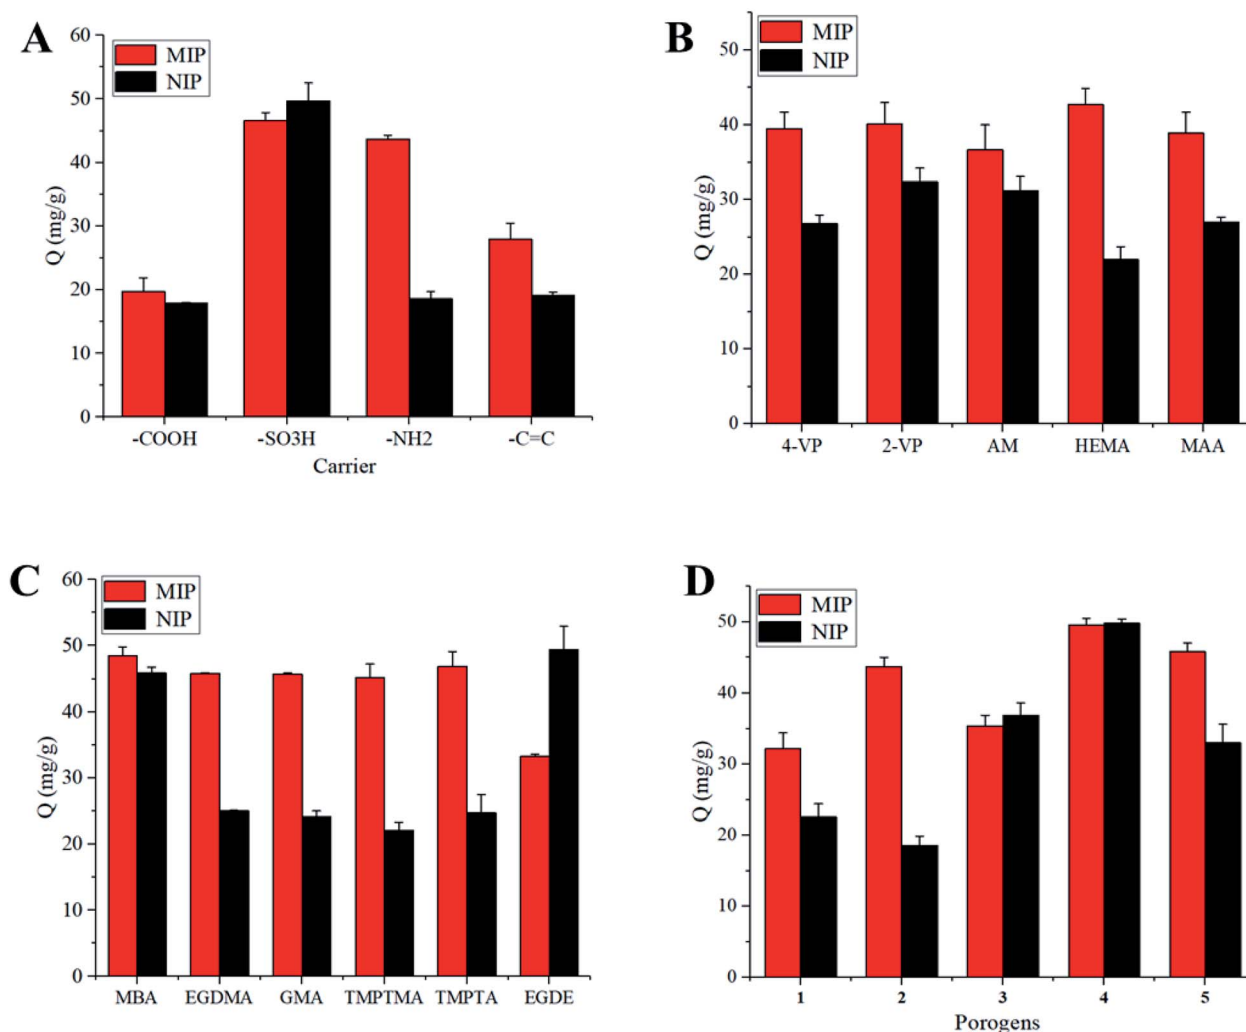 A
MIP
NIP
60
50
40
30
20
10
0
Q (mg/g)
-COOH -SO3H -NH2 -C=C
Carrier
B
MIP
NIP
50
40
30
20
10
0
Q (mg/g)
4-VP 2-VP AM HEMA MAA
C
MIP
NIP
60
50
40
30
20
10
0
Q (mg/g)
MBA EGDMA GMA TMPTMA TMPTA EGDE
D
MIP
NIP
50
40
30
20
10
0
Q (mg/g)
1 2 3 4 5
Porogens